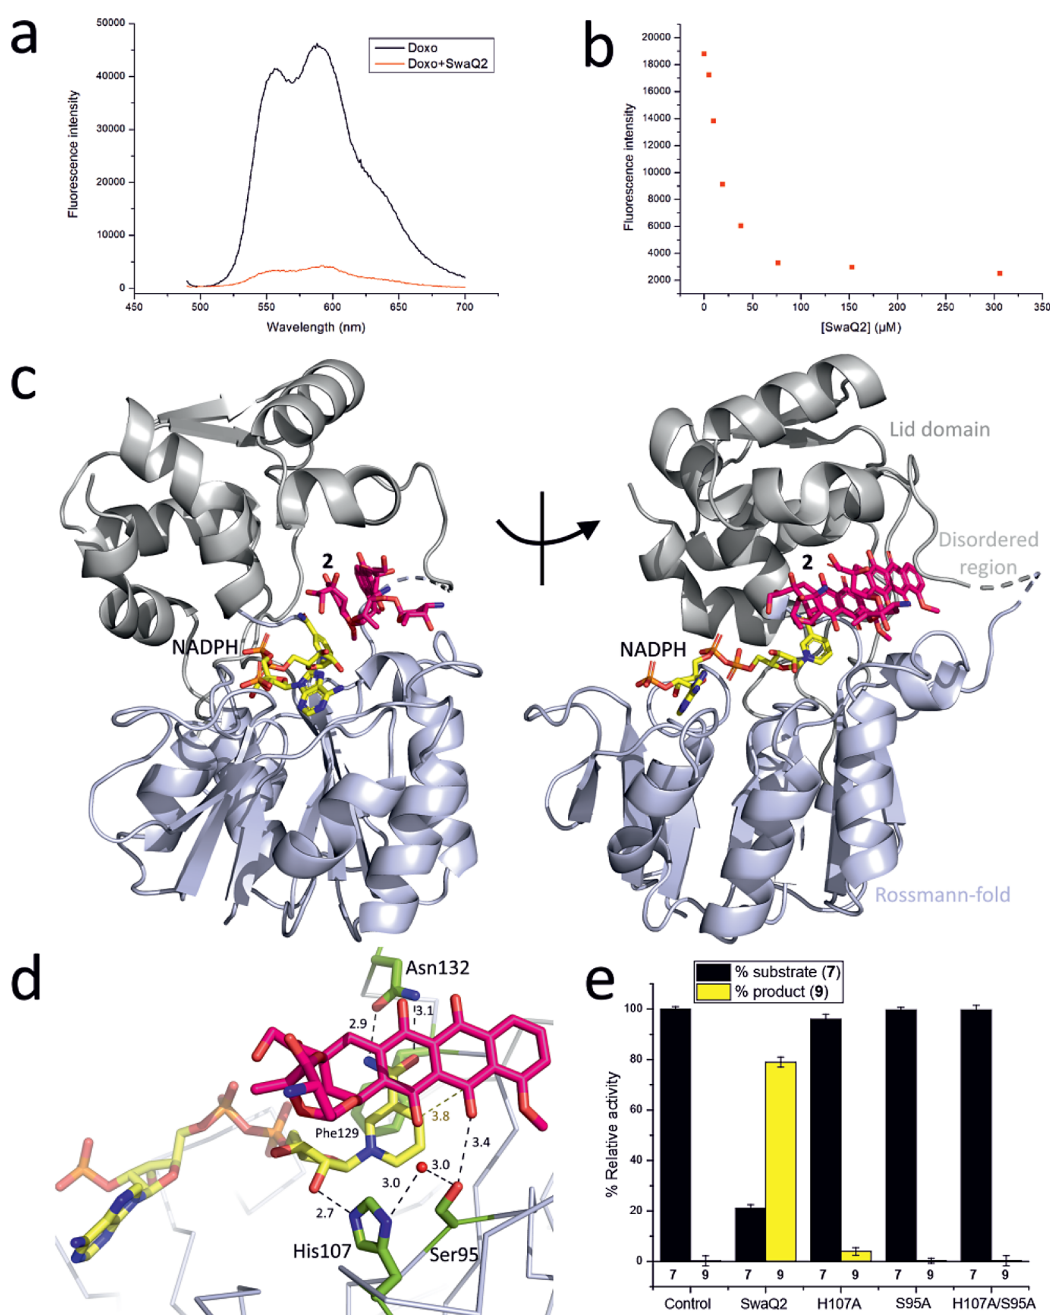 a
50000
40000
30000
20000
10000
0
450 500 550 600 650 700
Fluorescence intensity
Wavelength (nm)
Doxo
Doxo+SwaQ2
b
20000
18000
16000
14000
12000
10000
8000
6000
4000
2000
0 50 100 150 200 250 300 350
Fluorescence intensity
[SwaQ2] (µM)
c
2
NADPH
Lid domain
Disordered
region
2
NADPH
Rossmann-fold
d
Asn132
2.9
3.1
Phe129
3.8
3.4
3.0
3.0
2.7
His107
Ser95
e
% substrate (7)
% product (9)
100
80
60
40
20
0
% Relative activity
7 9 7 9 7 9 7 9 7 9
Control SwaQ2 H107A S95A H107A/S95A